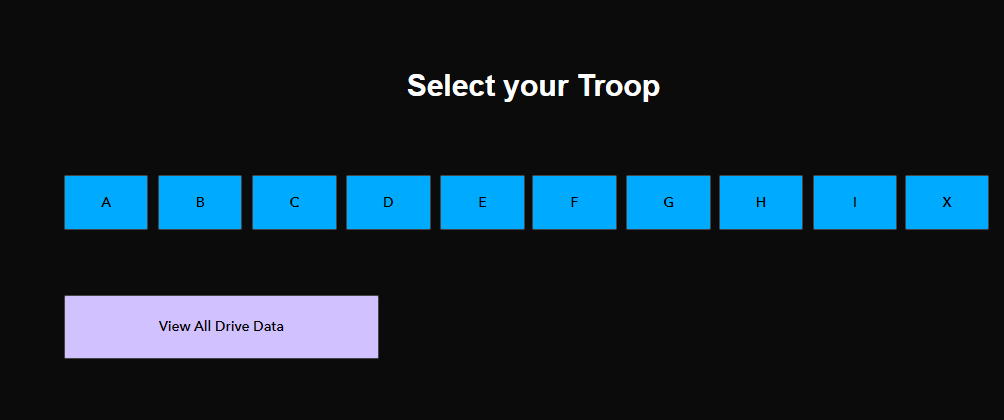 Select your Troop
A B C D E F G H I X
View All Drive Data